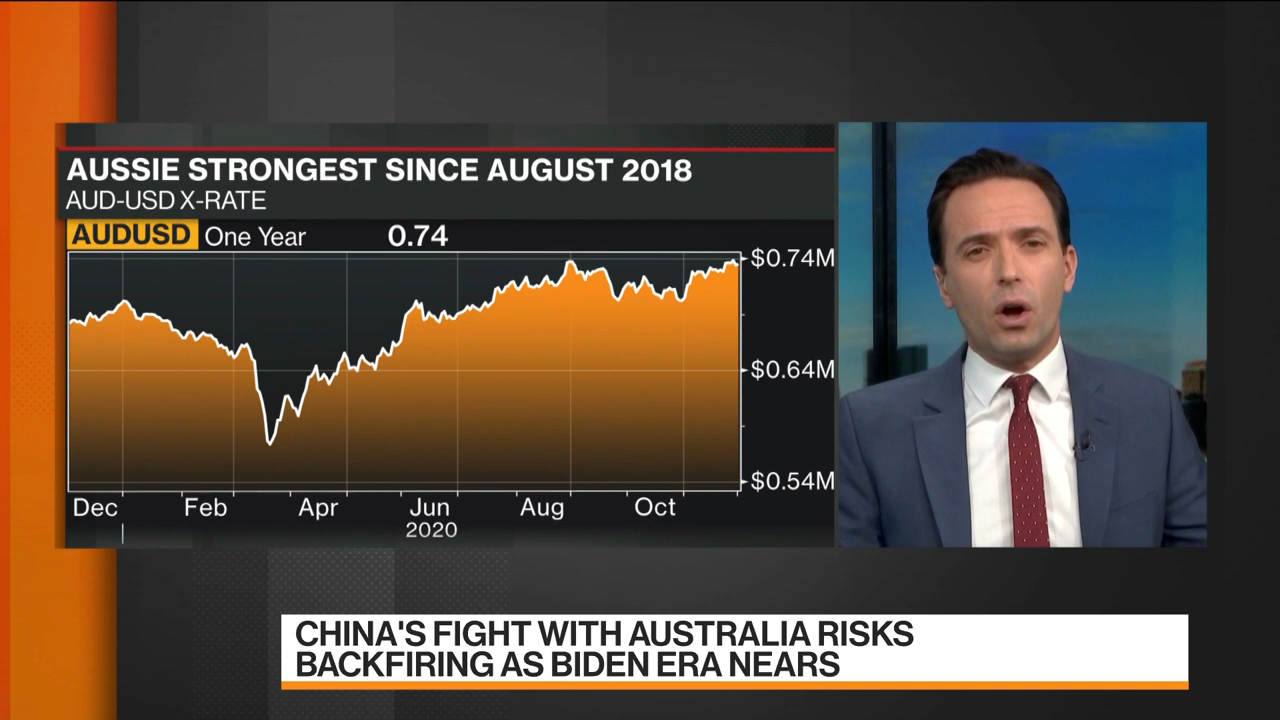 AUSSIE STRONGEST SINCE AUGUST 2018
AUD-USD X-RATE
AUDUSD One Year 0.74
$0.74M
$0.64M
$0.54M
Dec Feb Apr Jun Aug Oct
2020
CHINA'S FIGHT WITH AUSTRALIA RISKS
BACKFIRING AS BIDEN ERA NEARS